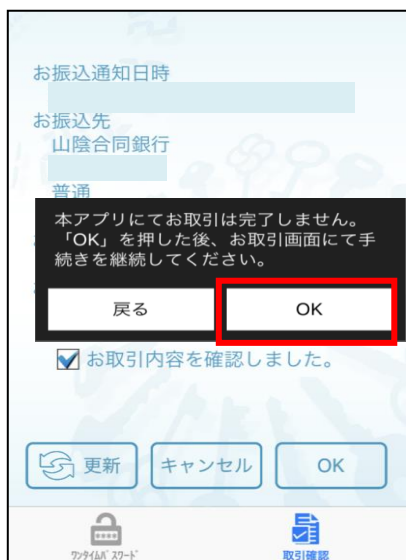 お振込通知日時
お振込先
山陰合同銀行
普通
本アプリにてお取引は完了しません。
「OK」を押した後、お取引画面にて手
続きを継続してください。
戻る
OK
お取引内容を確認しました。
更新
キャンセル
OK
ワンタイムパスワード
取引確認